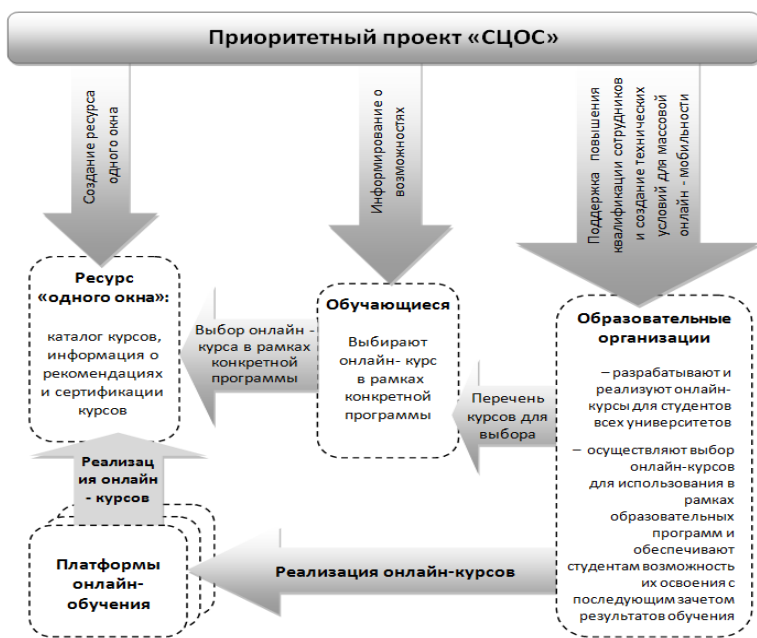 Приоритетный проект «СЦОС»
Создание ресурса
одного окна
Информирование о
возможностях
Поддержка повышения
квалификации сотрудников
и создание технических
условий для массовой
онлайн - мобильности
Ресурс
«одного окна»:
каталог курсов,
информация о
рекомендациях
и сертификации
курсов
Выбор онлайн -
курса в рамках
конкретной
программы
Обучающиеся
Выбирают
онлайн- курс
в рамках
конкретной
программы
Перечень
курсов для
выбора
Образовательные
организации
– разрабатывают и
реализуют онлайн-
курсы для студентов
всех университетов
– осуществляют выбор
онлайн-курсов
для использования в
рамках
образовательных
программ и
обеспечивают
студентам возможность
их освоения с
последующим зачетом
результатов обучения
Реализац
ия онлайн
- курсов
Платформы
онлайн-
обучения
Реализация онлайн-курсов